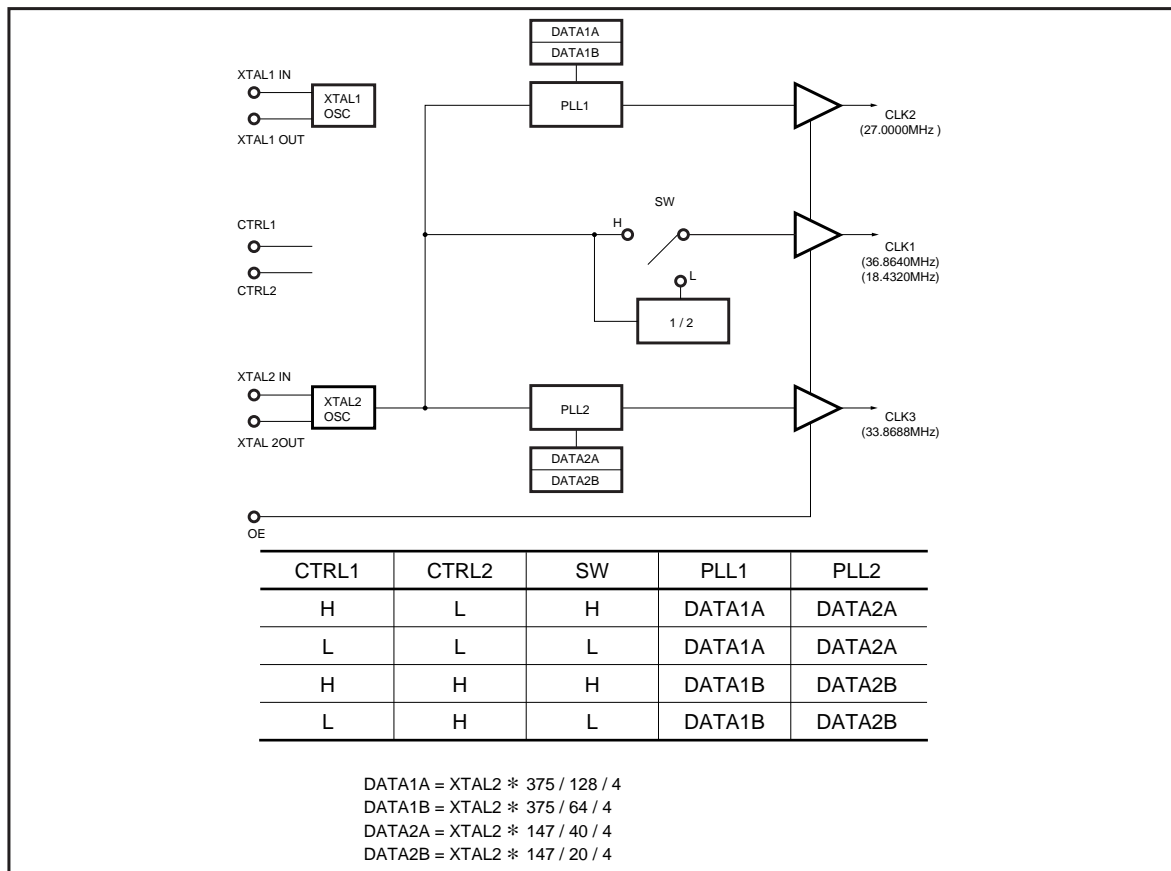 DATA1A
DATA1B
XTAL1 IN
XTAL1
OSC
XTAL1 OUT
PLL1
CLK2
(27.0000MHz )
CTRL1
CTRL2
SW
H
L
1 / 2
CLK1
(36.8640MHz)
(18.4320MHz)
XTAL2 IN
XTAL2
OSC
XTAL 2OUT
PLL2
DATA2A
DATA2B
CLK3
(33.8688MHz)
OE
CTRL1 CTRL2 SW PLL1 PLL2
H L H DATA1A DATA2A
L L L DATA1A DATA2A
H H H DATA1B DATA2B
L H L DATA1B DATA2B
DATA1A = XTAL2 ∗ 375 / 128 / 4
DATA1B = XTAL2 ∗ 375 / 64 / 4
DATA2A = XTAL2 ∗ 147 / 40 / 4
DATA2B = XTAL2 ∗ 147 / 20 / 4